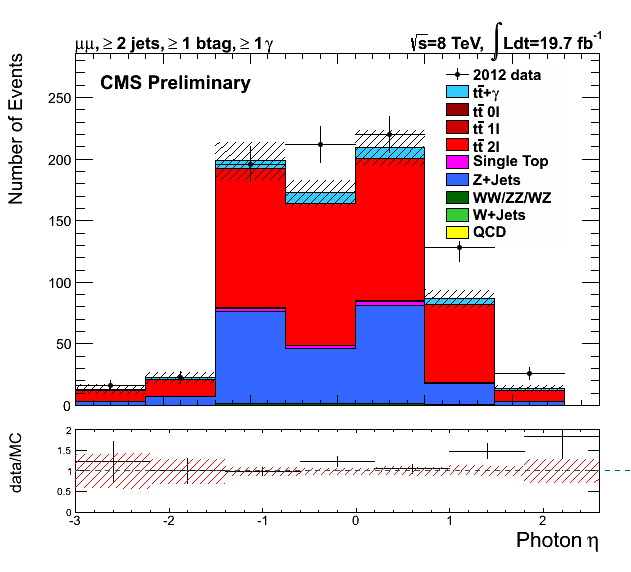 μμ, ≥ 2 jets, ≥ 1 btag, ≥ 1 γ
√s=8 TeV, ∫Ldt=19.7 fb⁻¹
CMS Preliminary
2012 data
tt̄+γ
tt̄ 0l
tt̄ 1l
tt̄ 2l
Single Top
Z+Jets
WW/ZZ/WZ
W+Jets
QCD
Number of Events
250
200
150
100
50
0
data/MC
2
1.5
1
0.5
0
-3 -2 -1 0 1 2
Photon η